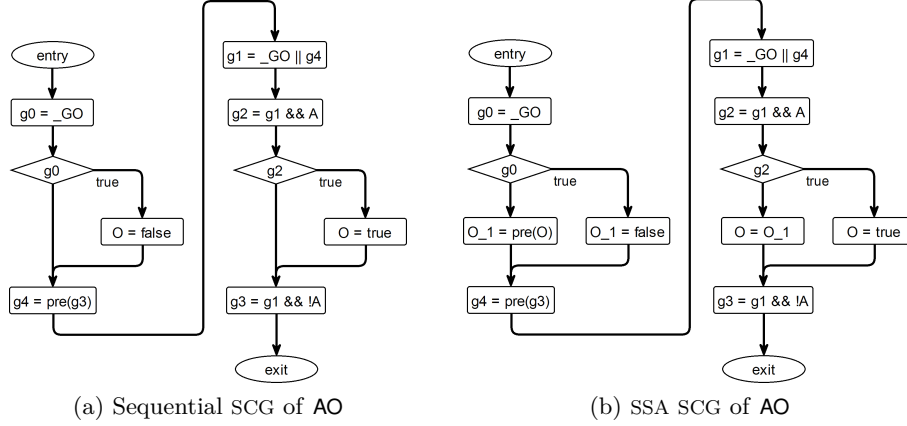 entry
g0 = _GO
g0
true
O = false
g4 = pre(g3)
g1 = _GO || g4
g2 = g1 && A
g2
true
O = true
g3 = g1 && !A
exit
(a) Sequential SCG of AO
entry
g0 = _GO
g0
true
O_1 = pre(O)
O_1 = false
g4 = pre(g3)
g1 = _GO || g4
g2 = g1 && A
g2
true
O = O_1
O = true
g3 = g1 && !A
exit
(b) SSA SCG of AO